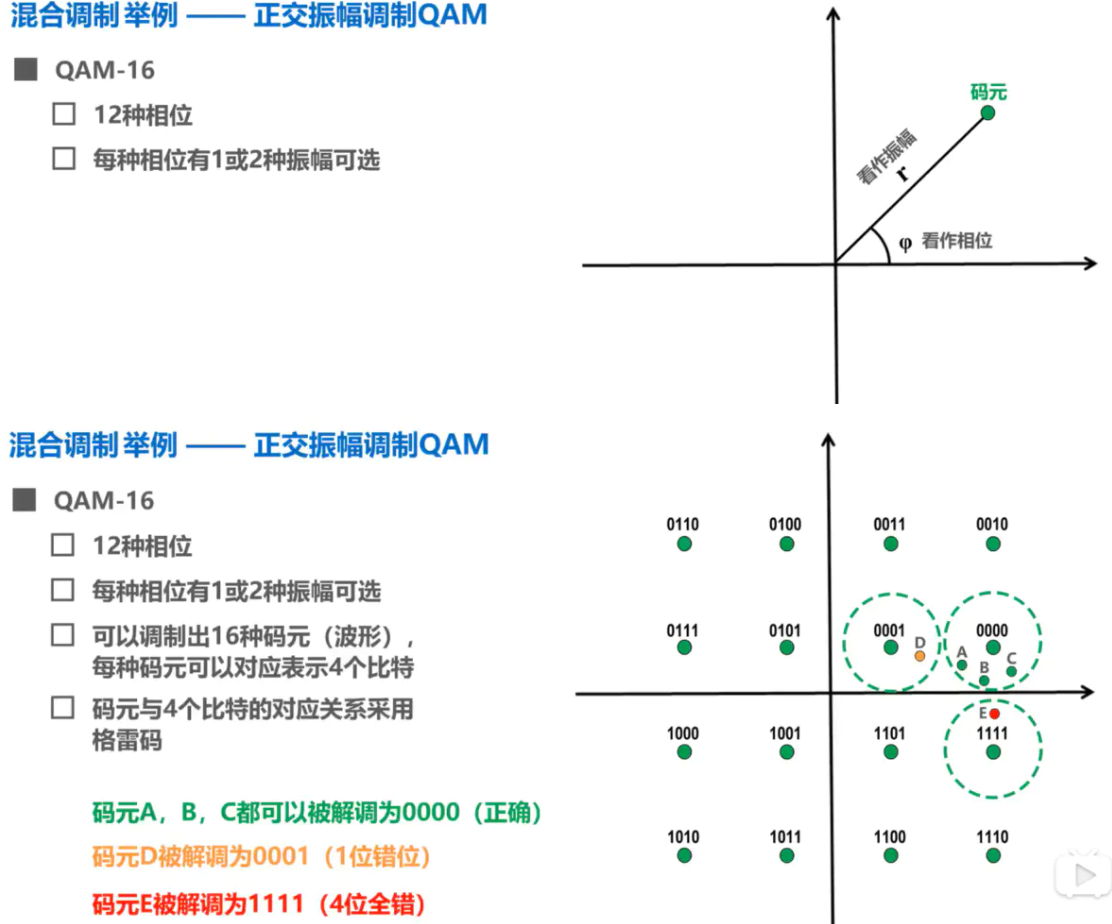 混合调制 举例 —— 正交振幅调制QAM
QAM-16
12种相位
每种相位有1或2种振幅可选
码元
看作振幅
r
φ 看作相位
混合调制 举例 —— 正交振幅调制QAM
QAM-16
12种相位
每种相位有1或2种振幅可选
可以调制出16种码元（波形），
每种码元可以对应表示4个比特
码元与4个比特的对应关系采用
格雷码
码元A，B，C都可以被解调为0000（正确）
码元D被解调为0001（1位错位）
码元E被解调为1111（4位全错）
0110 0100 0011 0010
0111 0101 0001 0000
D A B C
E
1000 1001 1101 1111
1010 1011 1100 1110